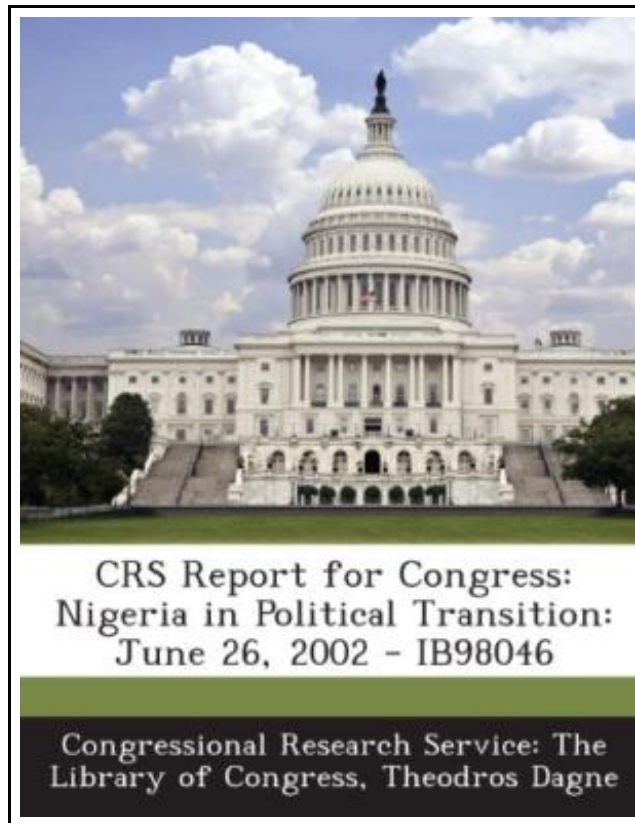 CRS Report for Congress:
Nigeria in Political Transition:
June 26, 2002 - IB98046
Congressional Research Service: The
Library of Congress, Theodros Dagne